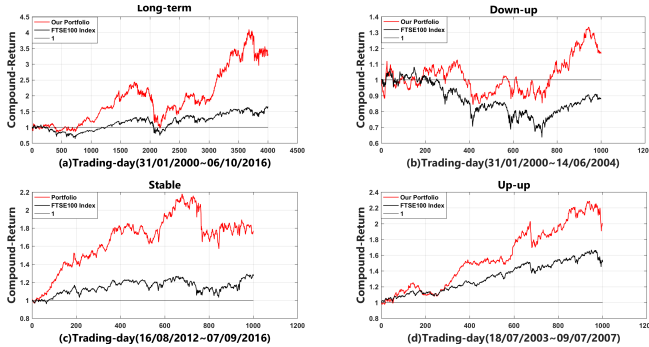 Long-term
Compound-Return
4.5
4
3.5
3
2.5
2
1.5
1
0.5
Our Portfolio
FTSE100 Index
1
0 500 1000 1500 2000 2500 3000 3500 4000 4500
(a)Trading-day(31/01/2000~06/10/2016)
Down-up
Compound-Return
1.4
1.3
1.2
1.1
1
0.9
0.8
0.7
0.6
Our Portfolio
FTSE100 Index
1
0 200 400 600 800 1000 1200
(b)Trading-day(31/01/2000~14/06/2004)
Stable
Compound-Return
2.2
2
1.8
1.6
1.4
1.2
1
0.8
Portfolio
FTSE100 Index
1
0 200 400 600 800 1000 1200
(c)Trading-day(16/08/2012~07/09/2016)
Up-up
Compound-Return
2.4
2.2
2
1.8
1.6
1.4
1.2
1
0.8
Our Portfolio
FTSE100 Index
1
0 200 400 600 800 1000 1200
(d)Trading-day(18/07/2003~09/07/2007)